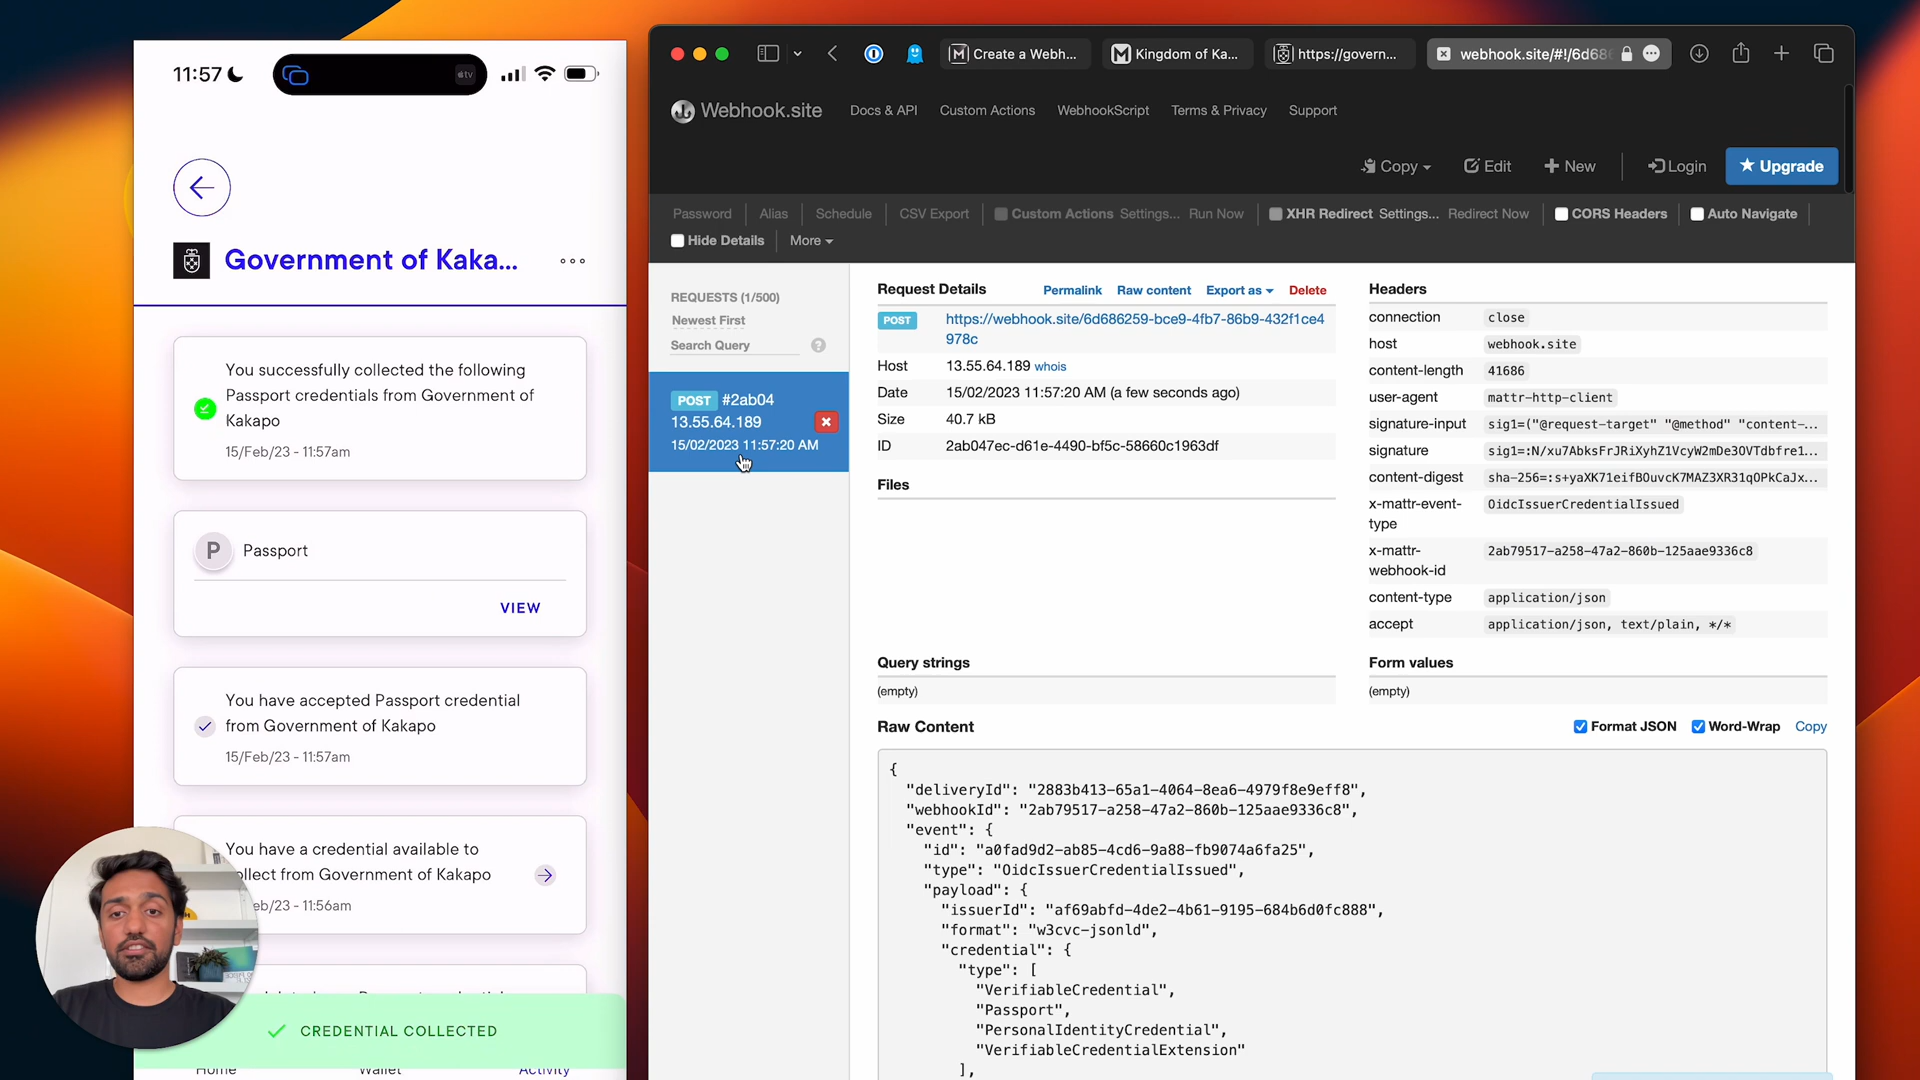 11:57
tv
Government of Kaka...
You successfully collected the following
Passport credentials from Government of
Kakapo
15/Feb/23 - 11:57am
P
Passport
VIEW
You have accepted Passport credential
from Government of Kakapo
15/Feb/23 - 11:57am
You have a credential available to
ollect from Government of Kakapo
eb/23 - 11:56am
CREDENTIAL COLLECTED
Home
Wallet
Activity
Create a Webh...
Kingdom of Ka...
https://govern...
webhook.site/#!/6d686
Webhook.site
Docs & API
Custom Actions
WebhookScript
Terms & Privacy
Support
Copy
Edit
New
Login
Upgrade
Password
Alias
Schedule
CSV Export
Custom Actions
Settings...
Run Now
XHR Redirect
Settings...
Redirect Now
CORS Headers
Auto Navigate
Hide Details
More
REQUESTS (1/500)
Newest First
Search Query
?
POST #2ab04
13.55.64.189
15/02/2023 11:57:20 AM
Request Details
Permalink
Raw content
Export as
Delete
POST
https://webhook.site/6d686259-bce9-4fb7-86b9-432f1ce4
978c
Host
13.55.64.189 whois
Date
15/02/2023 11:57:20 AM (a few seconds ago)
Size
40.7 kB
ID
2ab047ec-d61e-4490-bf5c-58660c1963df
Files
Headers
connection
close
host
webhook.site
content-length
41686
user-agent
mattr-http-client
signature-input
sig1=("@request-target" "@method" "content-...
signature
sig1=:N/xu7AbksFrJRiXyhZ1VcyW2mDe3OVTdbfre1...
content-digest
sha-256=:s+yaXK71eifBOuvcK7MAZ3XR31qOPkCaJx...
x-mattr-event-
type
OidcIssuerCredentialIssued
x-mattr-
webhook-id
2ab79517-a258-47a2-860b-125aae9336c8
content-type
application/json
accept
application/json, text/plain, */*
Query strings
(empty)
Form values
(empty)
Raw Content
Format JSON
Word-Wrap
Copy
{
"deliveryId": "2883b413-65a1-4064-8ea6-4979f8e9eff8",
"webhookId": "2ab79517-a258-47a2-860b-125aae9336c8",
"event": {
"id": "a0fad9d2-ab85-4cd6-9a88-fb9074a6fa25",
"type": "OidcIssuerCredentialIssued",
"payload": {
"issuerId": "af69abfd-4de2-4b61-9195-684b6d0fc888",
"format": "w3cvc-jsonld",
"credential": {
"type": [
"VerifiableCredential",
"Passport",
"PersonalIdentityCredential",
"VerifiableCredentialExtension"
],